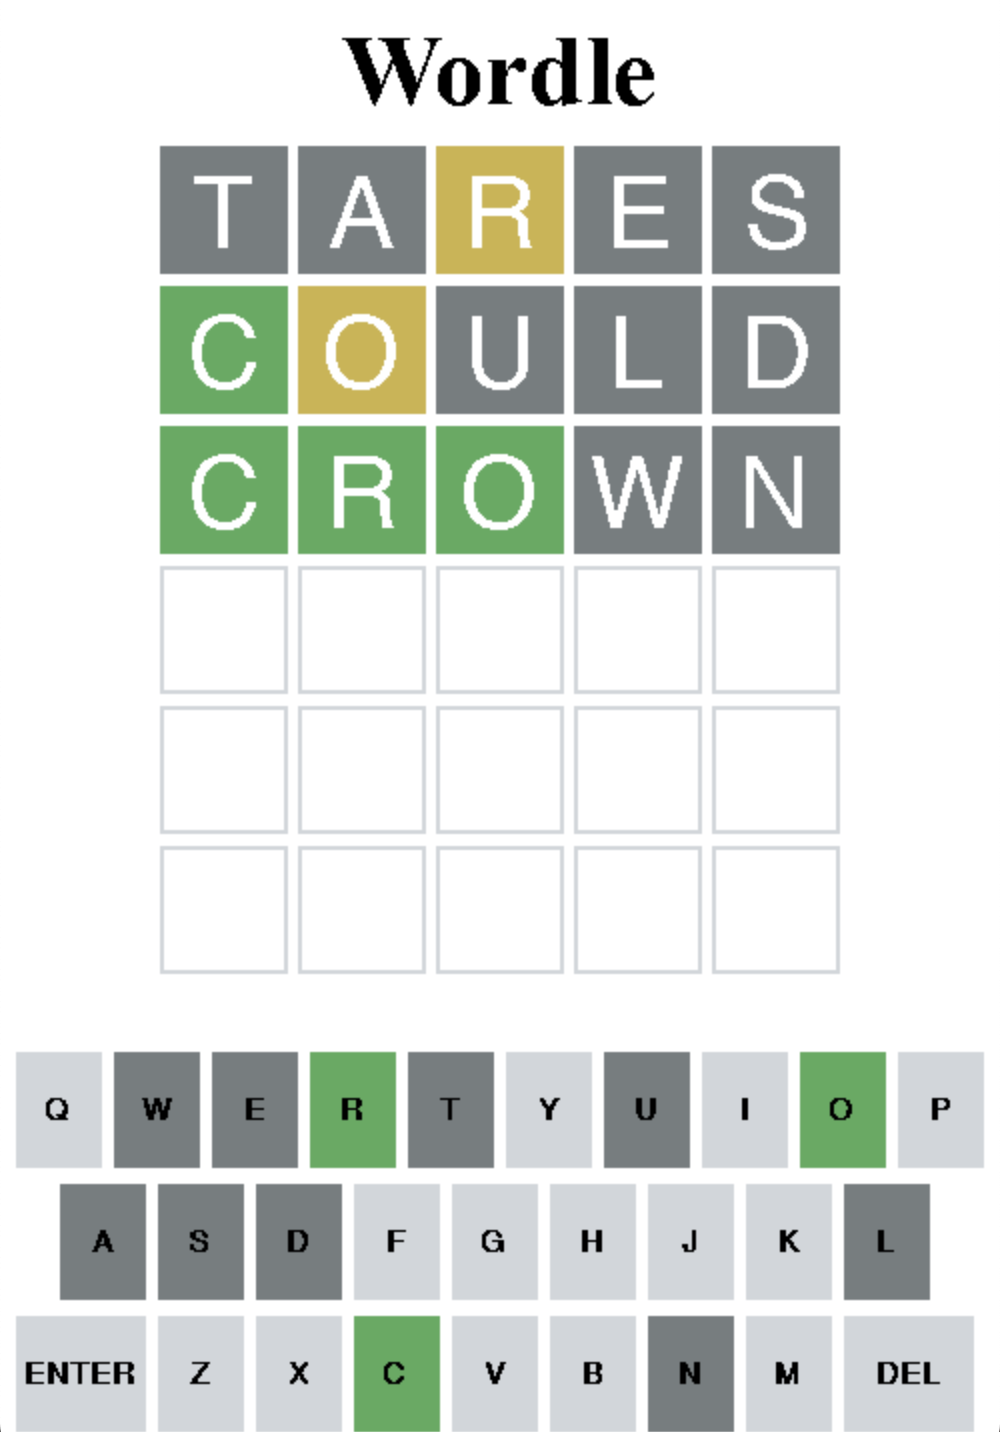 Wordle
T A R E S
C O U L D
C R O W N
Q W E R T Y U I O P
A S D F G H J K L
ENTER Z X C V B N M DEL